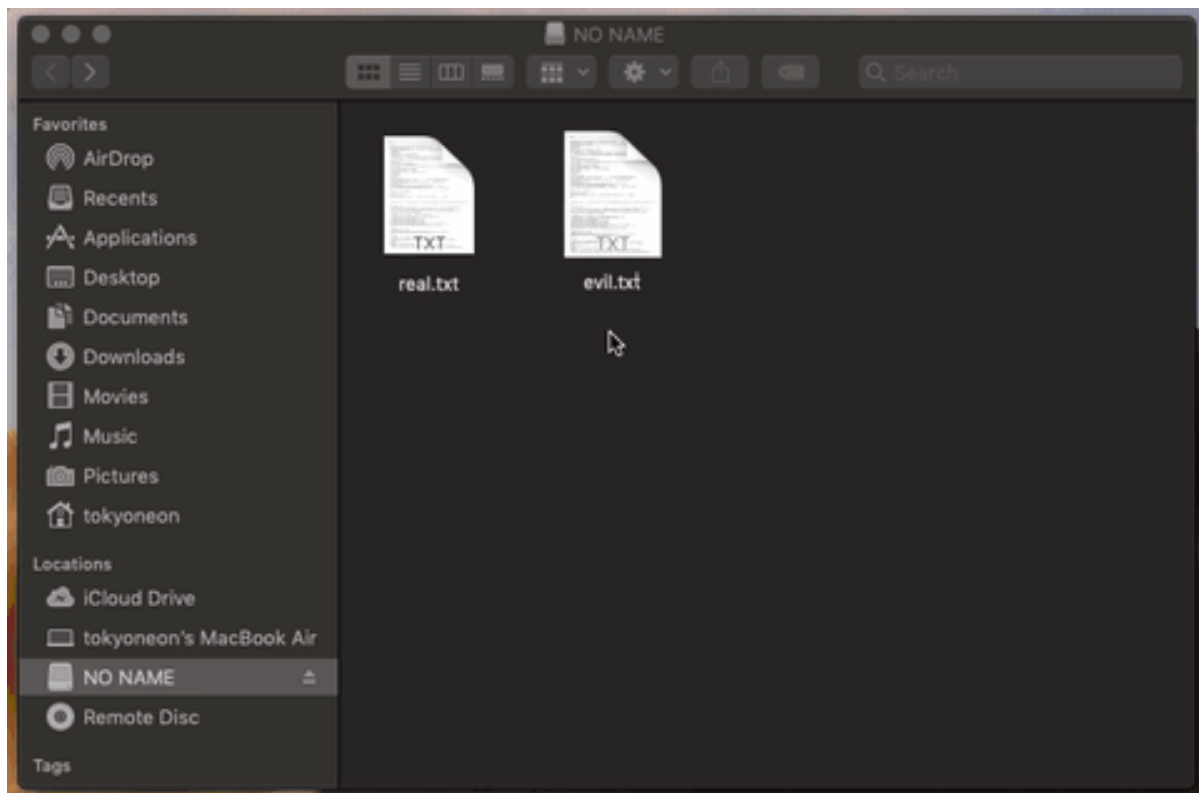 NO NAME
Search
Favorites
AirDrop
Recents
Applications
Desktop
Documents
Downloads
Movies
Music
Pictures
tokyoneon
Locations
iCloud Drive
tokyoneon's MacBook Air
NO NAME
Remote Disc
Tags
TXT
TXT
real.txt
evil.txṫ